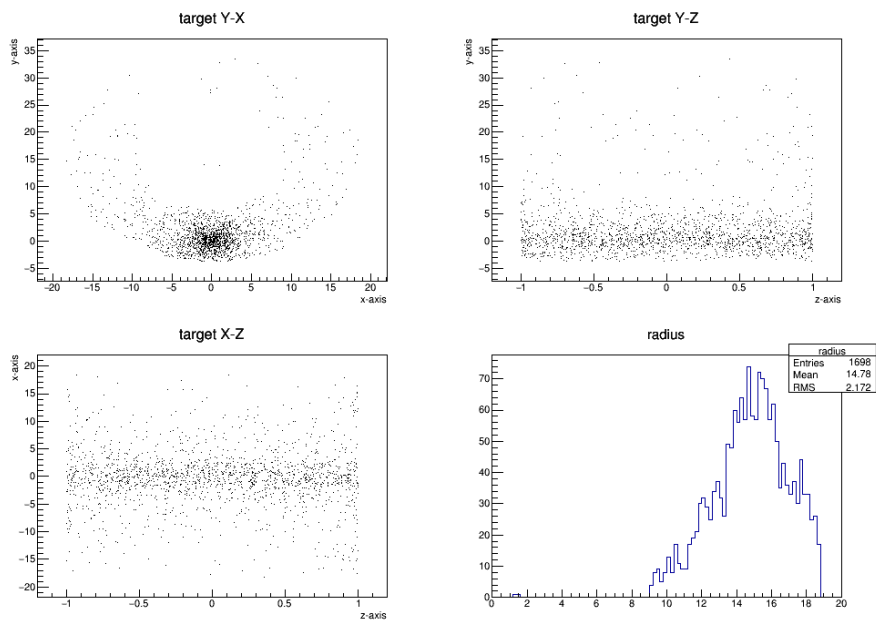 target Y-X
y-axis
35
30
25
20
15
10
5
0
−5
−20 −15 −10 −5 0 5 10 15 20
x-axis
target Y-Z
y-axis
35
30
25
20
15
10
5
0
−5
−1 −0.5 0 0.5 1
z-axis
target X-Z
x-axis
20
15
10
5
0
−5
−10
−15
−20
−1 −0.5 0 0.5 1
z-axis
radius
radius
Entries 1698
Mean 14.78
RMS 2.172
70
60
50
40
30
20
10
0
0 2 4 6 8 10 12 14 16 18 20